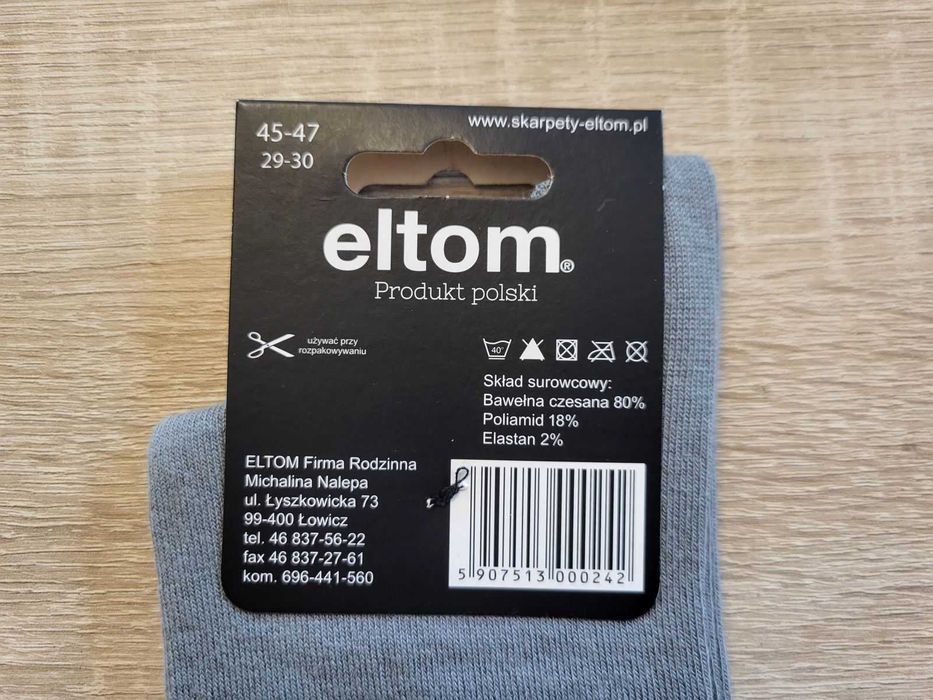 45-47
29-30
www.skarpety-eltom.pl
eltom®
Produkt polski
używać przy
rozpakowywaniu
40°
Skład surowcowy:
Bawełna czesana 80%
Poliamid 18%
Elastan 2%
ELTOM Firma Rodzinna
Michalina Nalepa
ul. Łyszkowicka 73
99-400 Łowicz
tel. 46 837-56-22
fax 46 837-27-61
kom. 696-441-560
5 907513 000242